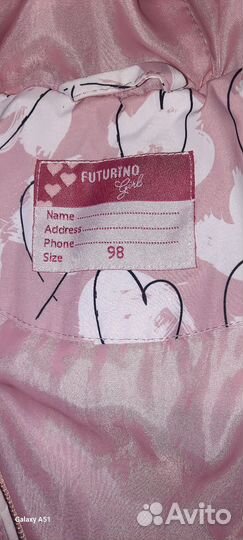 FUTURINO
Girl
Name
Address
Phone
Size 98
Galaxy A51
Avito